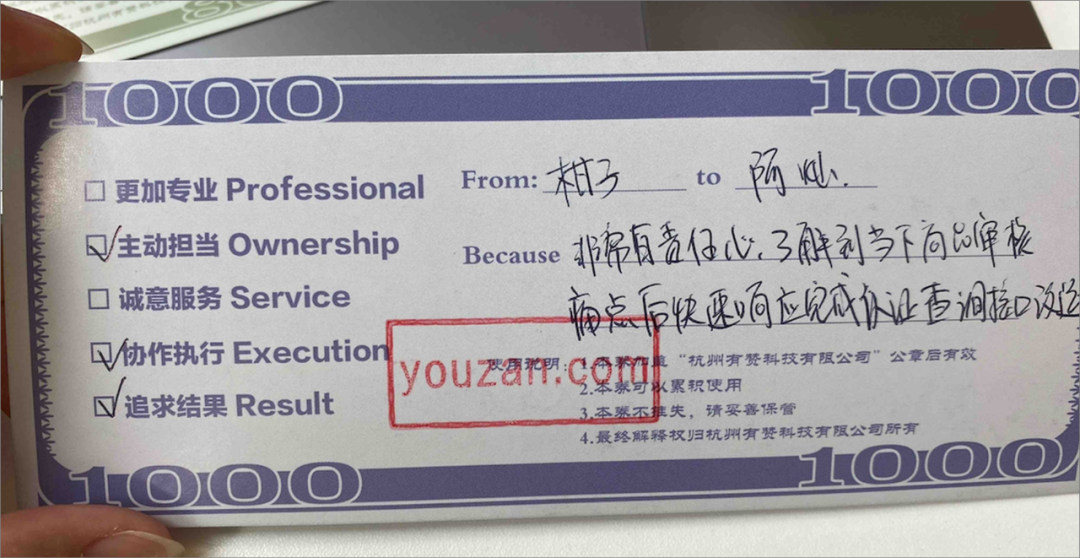 1000 1000
更加专业 Professional
主动担当 Ownership
诚意服务 Service
协作执行 Execution
追求结果 Result
From: 柑子 to 阿灿.
Because 非常有责任心,了解到当下商品审核
痛点后快速响应完成认证查询接口改造
youzan.com
使用说明: 1.本券加盖“杭州有赞科技有限公司”公章后有效
2.本券可以累积使用
3.本券不挂失,请妥善保管
4.最终解释权归杭州有赞科技有限公司所有
1000 1000